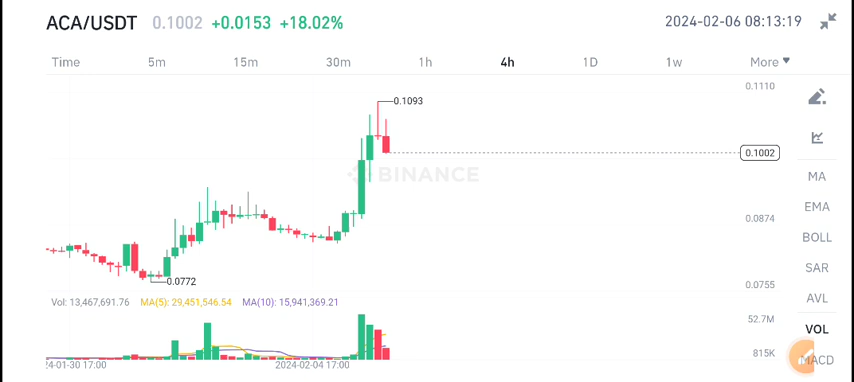 ACA/USDT 0.1002 +0.0153 +18.02% 2024-02-06 08:13:19
Time 5m 15m 30m 1h 4h 1D 1w More
0.1110
0.1093
0.1002
BINANCE
0.0874
0.0772
0.0755
Vol: 13,467,691.76 MA(5): 29,451,546.54 MA(10): 15,941,369.21
52.7M
815K
24-01-30 17:00 2024-02-04 17:00
MA
EMA
BOLL
SAR
AVL
VOL
MACD